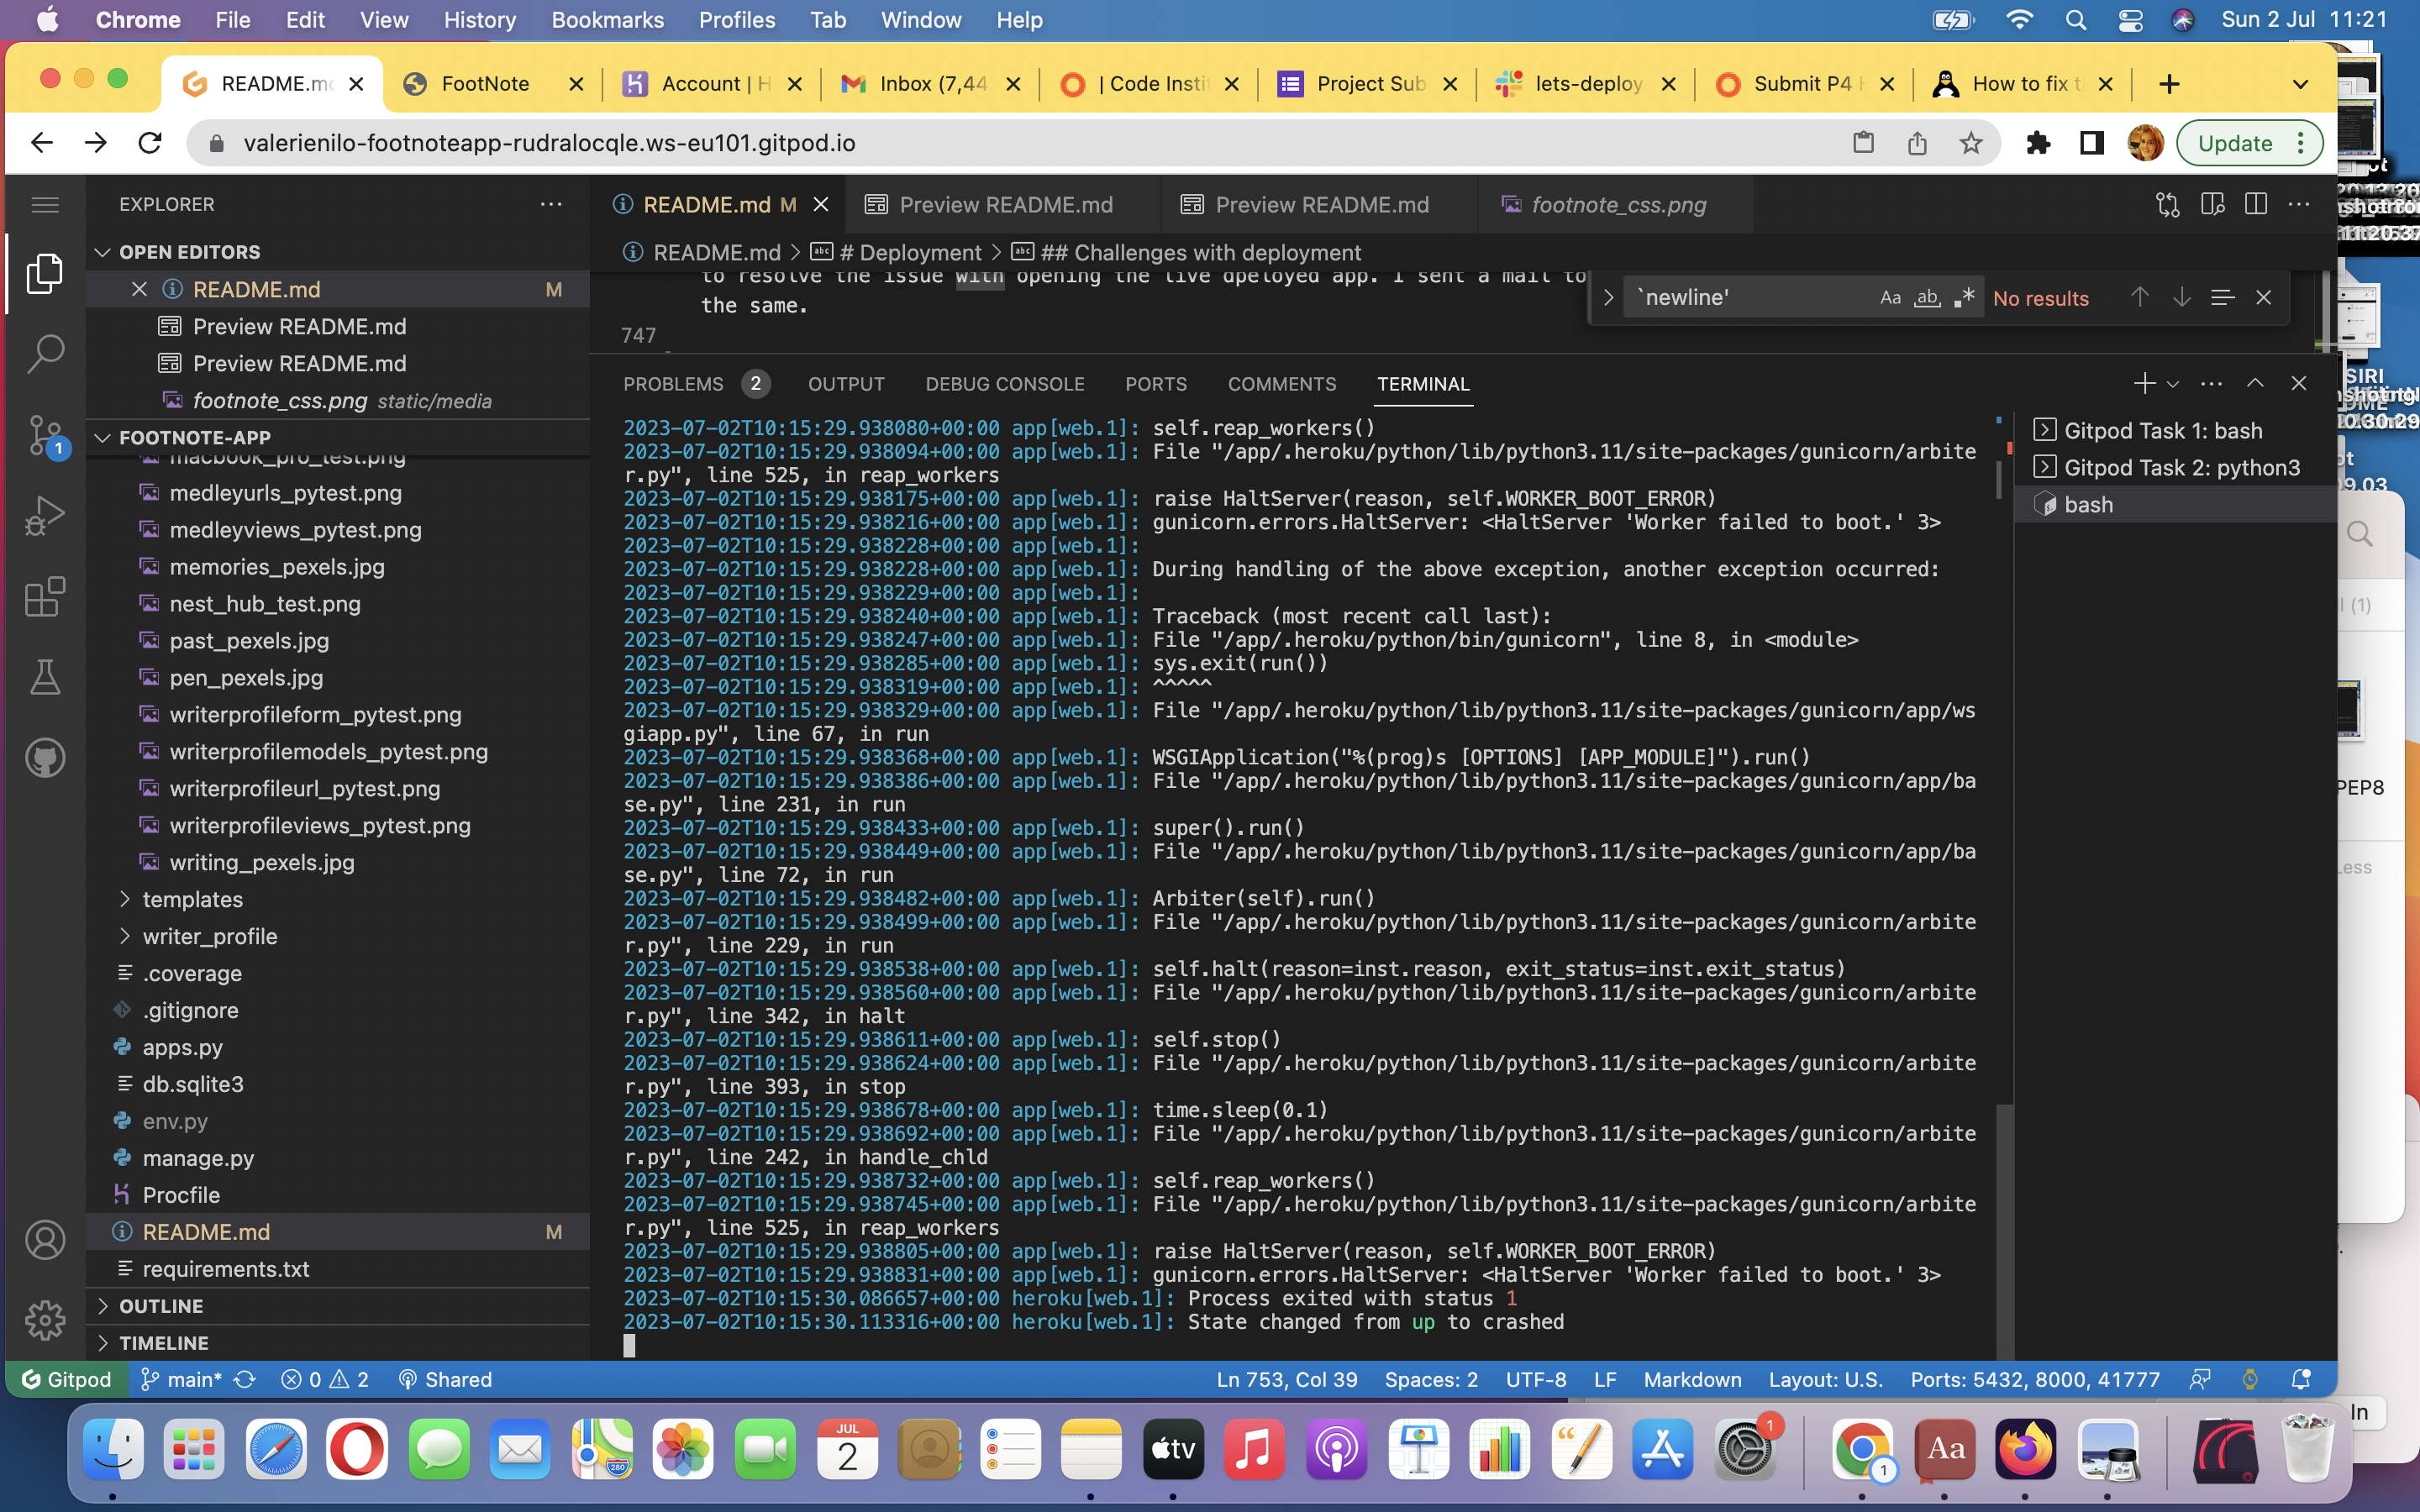 Chrome File Edit View History Bookmarks Profiles Tab Window Help Sun 2 Jul 11:21
README.mc FootNote Account | H Inbox (7,44 | Code Insti Project Sub lets-deploy Submit P4 How to fix t
valerienilo-footnoteapp-rudralocqle.ws-eu101.gitpod.io Update
EXPLORER
README.md M Preview README.md Preview README.md footnote_css.png
OPEN EDITORS
README.md > # Deployment > ## Challenges with deployment
README.md M
Preview README.md
Preview README.md
footnote_css.png static/media
to resolve the issue with opening the live dpeloyed app. I sent a mail to
the same.
747
`newline' Aa ab No results
FOOTNOTE-APP
macbook_pro_test.png
medleyurls_pytest.png
medleyviews_pytest.png
memories_pexels.jpg
nest_hub_test.png
past_pexels.jpg
pen_pexels.jpg
writerprofileform_pytest.png
writerprofilemodels_pytest.png
writerprofileurl_pytest.png
writerprofileviews_pytest.png
writing_pexels.jpg
templates
writer_profile
.coverage
.gitignore
apps.py
db.sqlite3
env.py
manage.py
Procfile
README.md M
requirements.txt
OUTLINE
TIMELINE
PROBLEMS 2 OUTPUT DEBUG CONSOLE PORTS COMMENTS TERMINAL
2023-07-02T10:15:29.938080+00:00 app[web.1]: self.reap_workers()
2023-07-02T10:15:29.938094+00:00 app[web.1]: File "/app/.heroku/python/lib/python3.11/site-packages/gunicorn/arbite
r.py", line 525, in reap_workers
2023-07-02T10:15:29.938175+00:00 app[web.1]: raise HaltServer(reason, self.WORKER_BOOT_ERROR)
2023-07-02T10:15:29.938216+00:00 app[web.1]: gunicorn.errors.HaltServer: <HaltServer 'Worker failed to boot.' 3>
2023-07-02T10:15:29.938228+00:00 app[web.1]:
2023-07-02T10:15:29.938228+00:00 app[web.1]: During handling of the above exception, another exception occurred:
2023-07-02T10:15:29.938229+00:00 app[web.1]:
2023-07-02T10:15:29.938240+00:00 app[web.1]: Traceback (most recent call last):
2023-07-02T10:15:29.938247+00:00 app[web.1]: File "/app/.heroku/python/bin/gunicorn", line 8, in <module>
2023-07-02T10:15:29.938285+00:00 app[web.1]: sys.exit(run())
2023-07-02T10:15:29.938319+00:00 app[web.1]: ^^^^^
2023-07-02T10:15:29.938329+00:00 app[web.1]: File "/app/.heroku/python/lib/python3.11/site-packages/gunicorn/app/ws
giapp.py", line 67, in run
2023-07-02T10:15:29.938368+00:00 app[web.1]: WSGIApplication("%(prog)s [OPTIONS] [APP_MODULE]").run()
2023-07-02T10:15:29.938386+00:00 app[web.1]: File "/app/.heroku/python/lib/python3.11/site-packages/gunicorn/app/ba
se.py", line 231, in run
2023-07-02T10:15:29.938433+00:00 app[web.1]: super().run()
2023-07-02T10:15:29.938449+00:00 app[web.1]: File "/app/.heroku/python/lib/python3.11/site-packages/gunicorn/app/ba
se.py", line 72, in run
2023-07-02T10:15:29.938482+00:00 app[web.1]: Arbiter(self).run()
2023-07-02T10:15:29.938499+00:00 app[web.1]: File "/app/.heroku/python/lib/python3.11/site-packages/gunicorn/arbite
r.py", line 229, in run
2023-07-02T10:15:29.938538+00:00 app[web.1]: self.halt(reason=inst.reason, exit_status=inst.exit_status)
2023-07-02T10:15:29.938560+00:00 app[web.1]: File "/app/.heroku/python/lib/python3.11/site-packages/gunicorn/arbite
r.py", line 342, in halt
2023-07-02T10:15:29.938611+00:00 app[web.1]: self.stop()
2023-07-02T10:15:29.938624+00:00 app[web.1]: File "/app/.heroku/python/lib/python3.11/site-packages/gunicorn/arbite
r.py", line 393, in stop
2023-07-02T10:15:29.938678+00:00 app[web.1]: time.sleep(0.1)
2023-07-02T10:15:29.938692+00:00 app[web.1]: File "/app/.heroku/python/lib/python3.11/site-packages/gunicorn/arbite
r.py", line 242, in handle_chld
2023-07-02T10:15:29.938732+00:00 app[web.1]: self.reap_workers()
2023-07-02T10:15:29.938745+00:00 app[web.1]: File "/app/.heroku/python/lib/python3.11/site-packages/gunicorn/arbite
r.py", line 525, in reap_workers
2023-07-02T10:15:29.938805+00:00 app[web.1]: raise HaltServer(reason, self.WORKER_BOOT_ERROR)
2023-07-02T10:15:29.938831+00:00 app[web.1]: gunicorn.errors.HaltServer: <HaltServer 'Worker failed to boot.' 3>
2023-07-02T10:15:30.086657+00:00 heroku[web.1]: Process exited with status 1
2023-07-02T10:15:30.113316+00:00 heroku[web.1]: State changed from up to crashed
Gitpod Task 1: bash
Gitpod Task 2: python3
bash
SIRI
(1)
PEP8
Less
In
Gitpod main* 0 2 Shared Ln 753, Col 39 Spaces: 2 UTF-8 LF Markdown Layout: U.S. Ports: 5432, 8000, 41777
1
JUL
2
280
tv
1
1
Aa